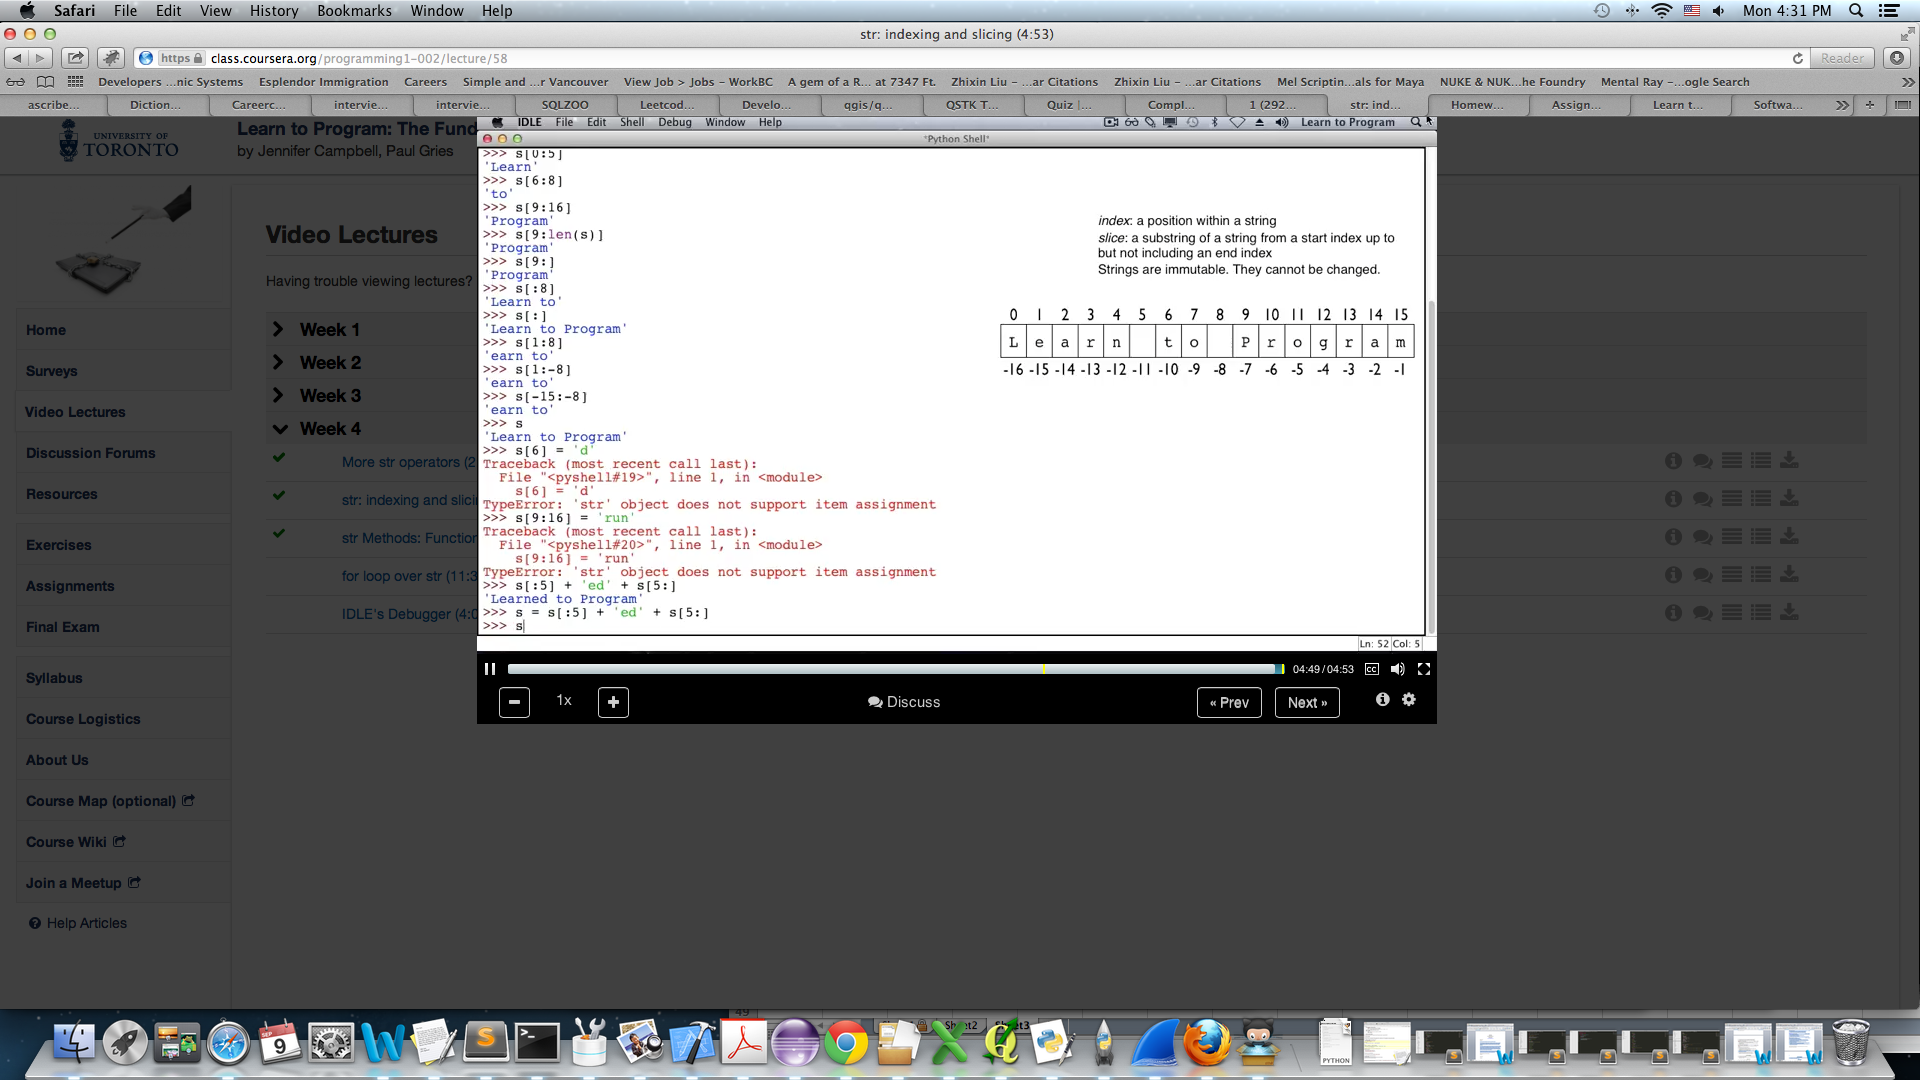 Safari File Edit View History Bookmarks Window Help Mon 4:31 PM
str: indexing and slicing (4:53)
https class.coursera.org/programming1-002/lecture/58 Reader
Developers ...nic Systems Esplendor Immigration Careers Simple and ...r Vancouver View Job > Jobs - WorkBC A gem of a R... at 7347 Ft. Zhixin Liu - ...ar Citations Zhixin Liu - ...ar Citations Mel Scriptin...als for Maya NUKE & NUK...he Foundry Mental Ray -...ogle Search
ascribe... Diction... Careerc... intervie... intervie... SQLZOO Leetcod... Develo... qgis/q... QSTK T... Quiz |... Compl... 1 (292... str: ind... Homew... Assign... Learn t... Softwa...
UNIVERSITY OF
TORONTO
Learn to Program: The Fund
by Jennifer Campbell, Paul Gries
Home
Surveys
Video Lectures
Discussion Forums
Resources
Exercises
Assignments
Final Exam
Syllabus
Course Logistics
About Us
Course Map (optional)
Course Wiki
Join a Meetup
Help Articles
Video Lectures
Having trouble viewing lectures?
Week 1
Week 2
Week 3
Week 4
More str operators (2
str: indexing and slicin
str Methods: Function
for loop over str (11:3
IDLE's Debugger (4:0
IDLE File Edit Shell Debug Window Help Learn to Program
*Python Shell*
>>> s[0:5]
'Learn'
>>> s[6:8]
'to'
>>> s[9:16]
'Program'
>>> s[9:len(s)]
'Program'
>>> s[9:]
'Program'
>>> s[:8]
'Learn to'
>>> s[:]
'Learn to Program'
>>> s[1:8]
'earn to'
>>> s[1:-8]
'earn to'
>>> s[-15:-8]
'earn to'
>>> s
'Learn to Program'
>>> s[6] = 'd'
Traceback (most recent call last):
File "<pyshell#19>", line 1, in <module>
s[6] = 'd'
TypeError: 'str' object does not support item assignment
>>> s[9:16] = 'run'
Traceback (most recent call last):
File "<pyshell#20>", line 1, in <module>
s[9:16] = 'run'
TypeError: 'str' object does not support item assignment
>>> s[:5] + 'ed' + s[5:]
'Learned to Program'
>>> s = s[:5] + 'ed' + s[5:]
>>> s
index: a position within a string
slice: a substring of a string from a start index up to
but not including an end index
Strings are immutable. They cannot be changed.
0 1 2 3 4 5 6 7 8 9 10 11 12 13 14 15
L e a r n t o P r o g r a m
-16 -15 -14 -13 -12 -11 -10 -9 -8 -7 -6 -5 -4 -3 -2 -1
Ln: 52 Col: 5
04:49 / 04:53 CC
1x Discuss « Prev Next »
49 Sheet2 Sheet3
SEP
9
PYTHON